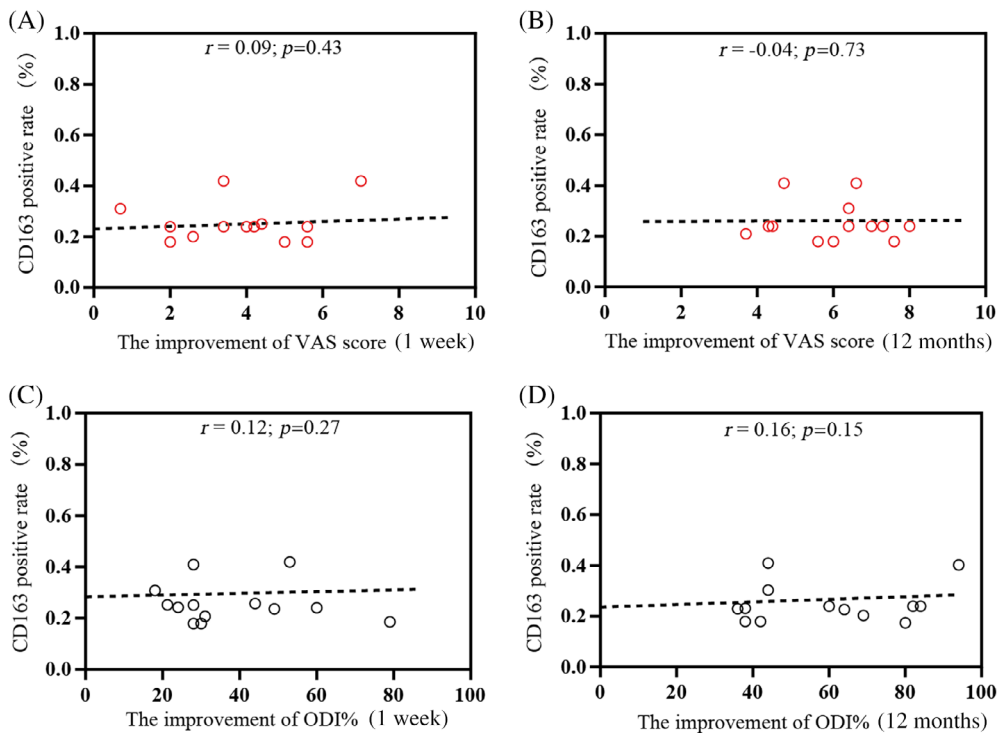 (A)
r = 0.09; p=0.43
CD163 positive rate (%)
1.0
0.8
0.6
0.4
0.2
0.0
0 2 4 6 8 10
The improvement of VAS score (1 week)
(B)
r = -0.04; p=0.73
CD163 positive rate (%)
1.0
0.8
0.6
0.4
0.2
0.0
0 2 4 6 8 10
The improvement of VAS score (12 months)
(C)
r = 0.12; p=0.27
CD163 positive rate (%)
1.0
0.8
0.6
0.4
0.2
0.0
0 20 40 60 80 100
The improvement of ODI% (1 week)
(D)
r = 0.16; p=0.15
CD163 positive rate (%)
1.0
0.8
0.6
0.4
0.2
0.0
0 20 40 60 80 100
The improvement of ODI% (12 months)